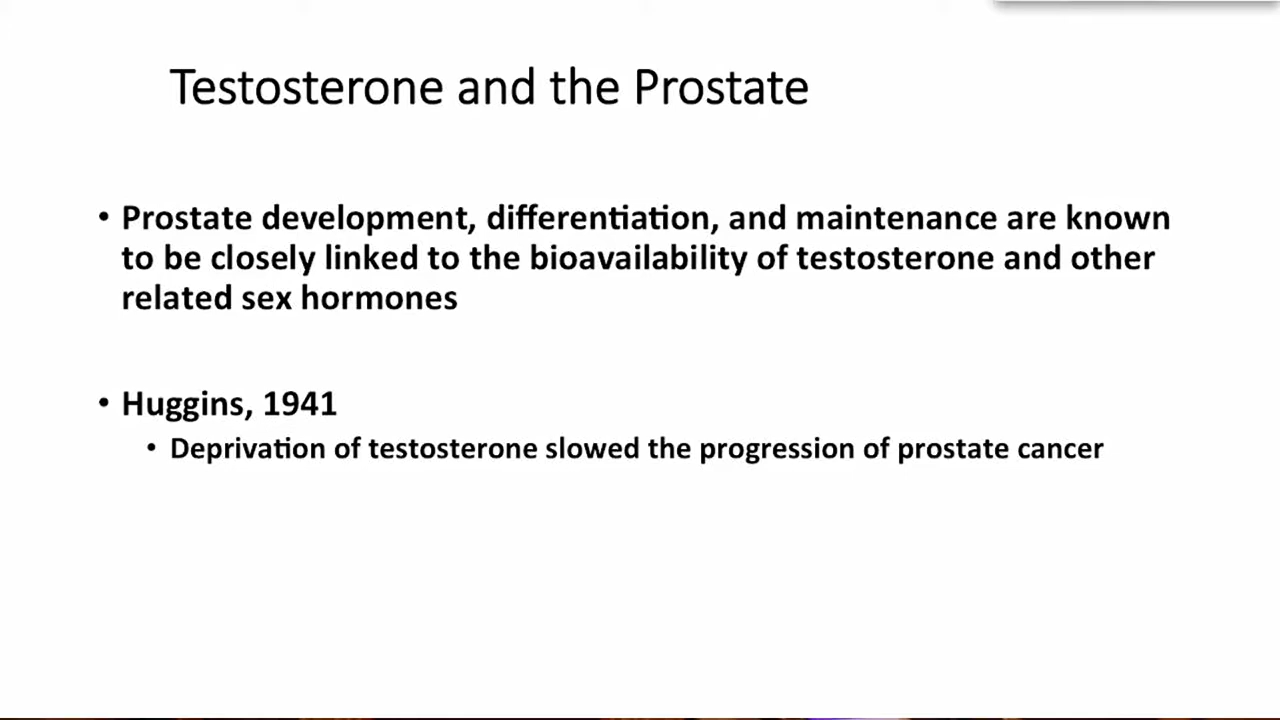 Testosterone and the Prostate
• Prostate development, differentiation, and maintenance are known
to be closely linked to the bioavailability of testosterone and other
related sex hormones
• Huggins, 1941
• Deprivation of testosterone slowed the progression of prostate cancer